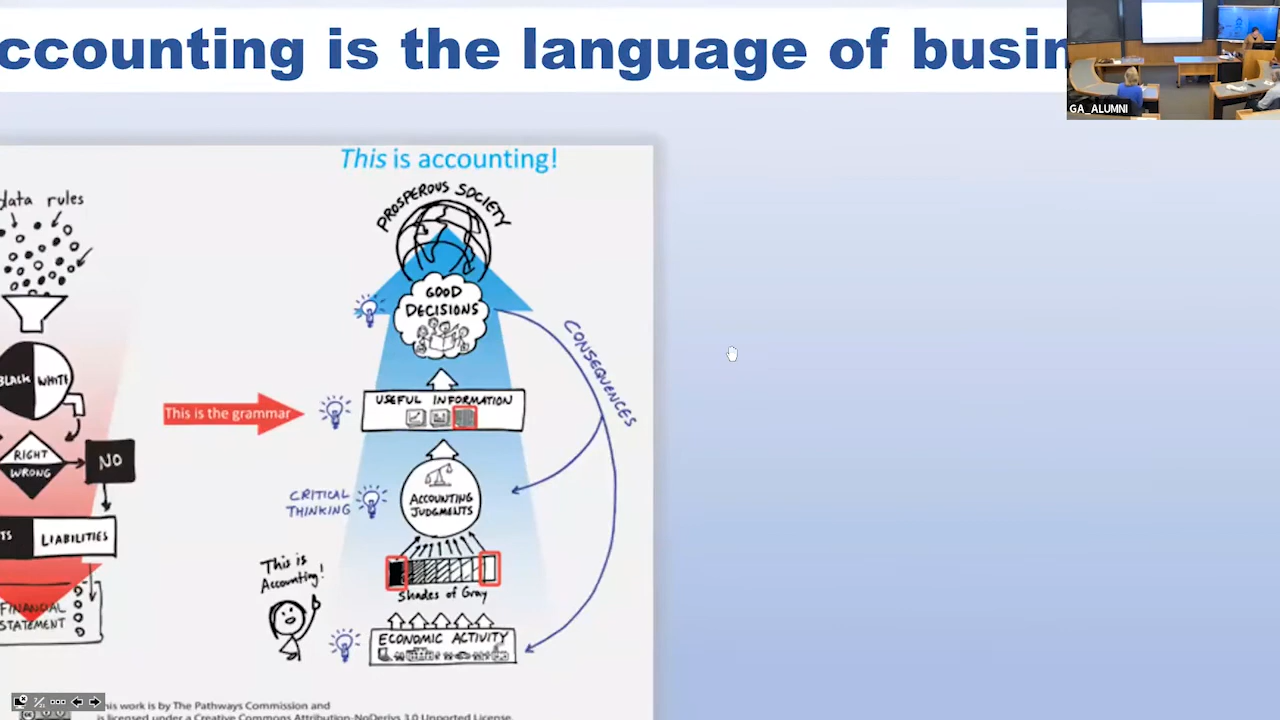 ccounting is the language of busin
GA_ALUMNI
This is accounting!
PROSPEROUS SOCIETY
data rules
GOOD
DECISIONS
CONSEQUENCES
BLACK WHITE
USEFUL INFORMATION
This is the grammar
RIGHT
WRONG
NO
CRITICAL
THINKING
ACCOUNTING
JUDGMENTS
TS
LIABILITIES
This is
Accounting!
Shades of Gray
FINANCIAL
STATEMENT
ECONOMIC ACTIVITY
his work is by The Pathways Commission and
is licensed under a Creative Commons Attribution-NoDerivs 3.0 Unported License.